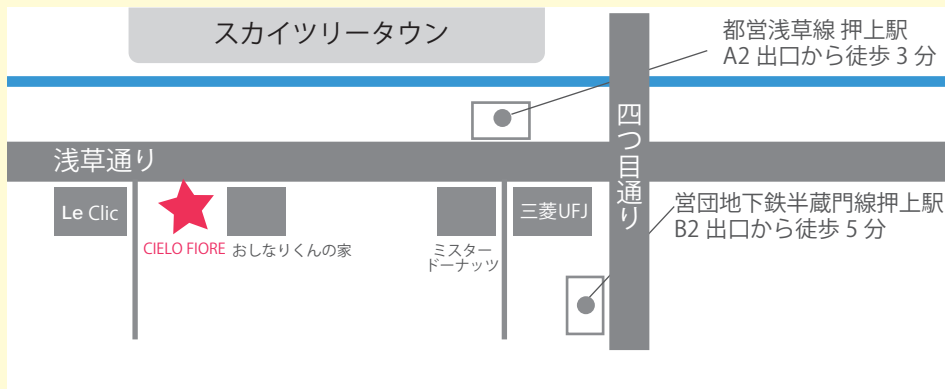 スカイツリータウン
都営浅草線 押上駅
A2 出口から徒歩 3 分
四つ目通り
浅草通り
Le Clic
CIELO FIORE
おしなりくんの家
ミスター
ドーナッツ
三菱UFJ
営団地下鉄半蔵門線押上駅
B2 出口から徒歩 5 分